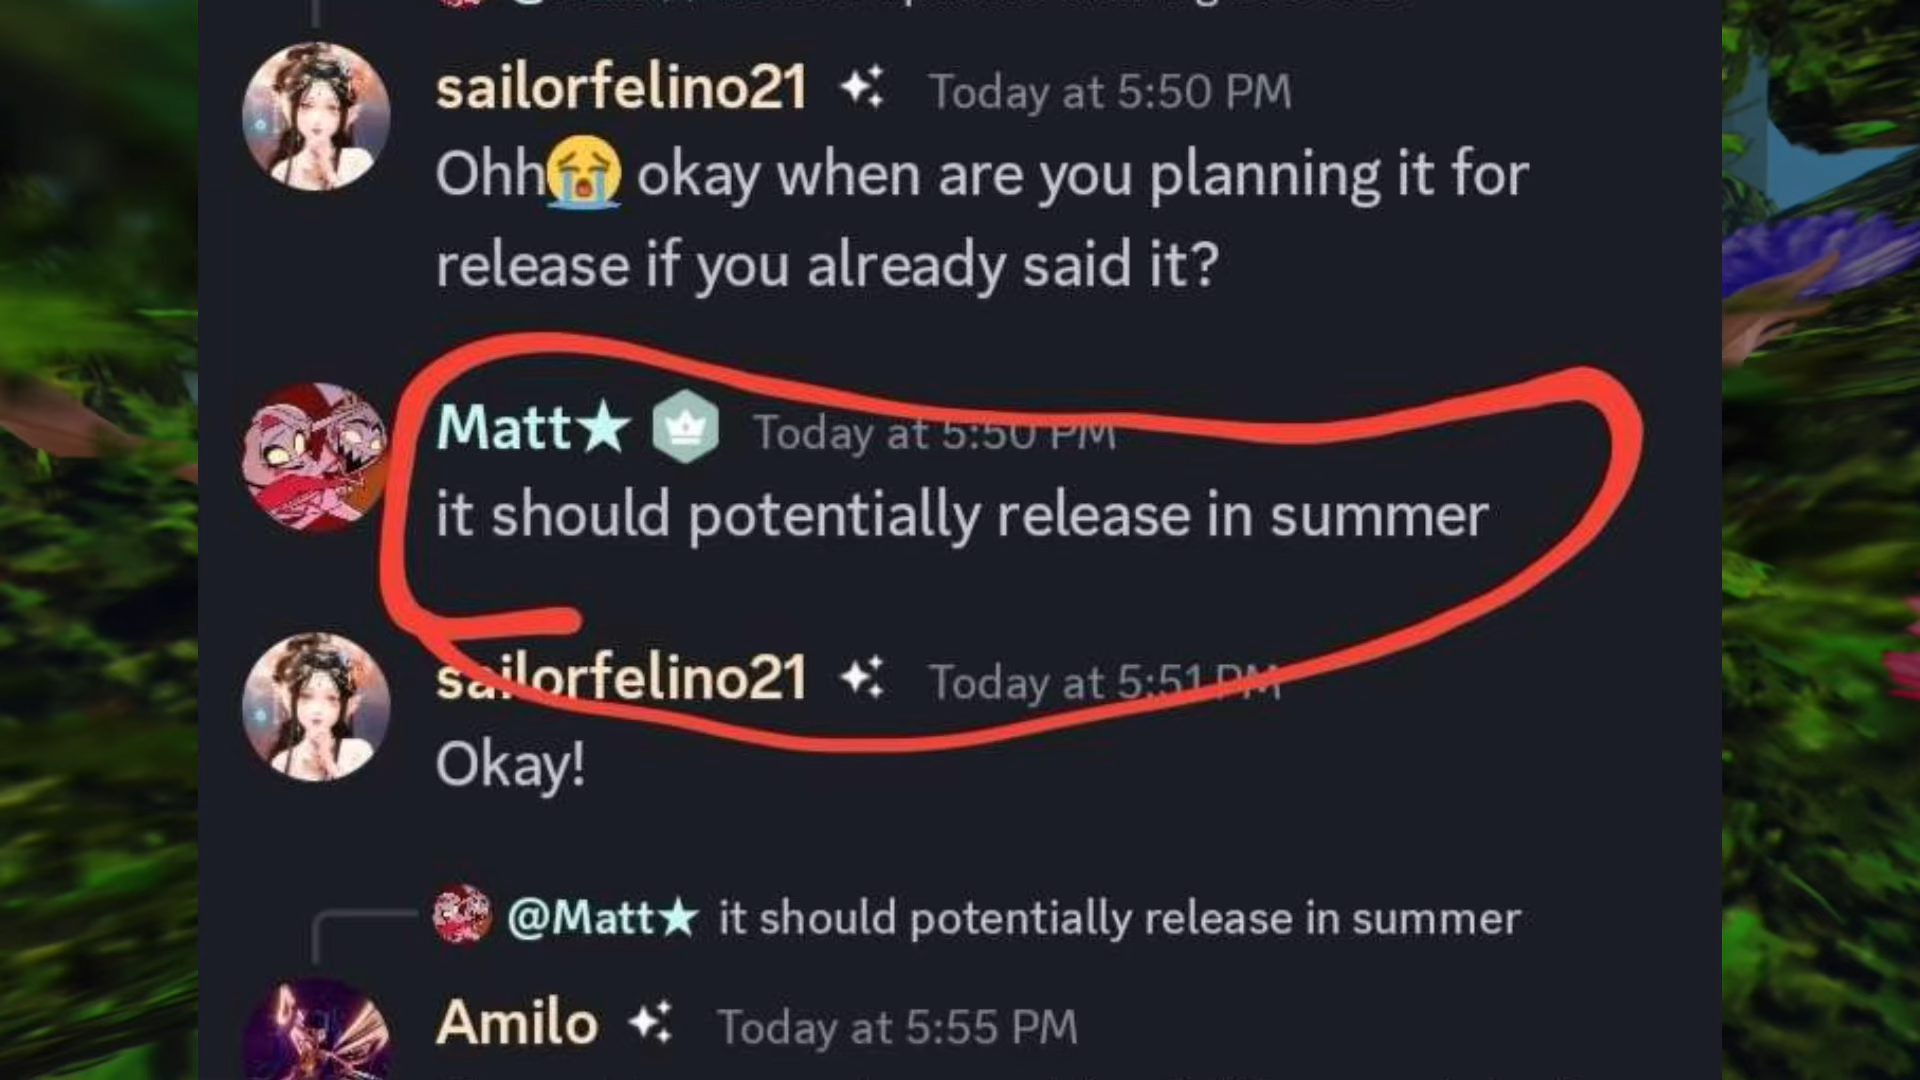 sailorfelino21 Today at 5:50 PM
Ohh😭 okay when are you planning it for
release if you already said it?
Matt★ Today at 5:50 PM
it should potentially release in summer
sailorfelino21 Today at 5:51 PM
Okay!
@Matt★ it should potentially release in summer
Amilo Today at 5:55 PM